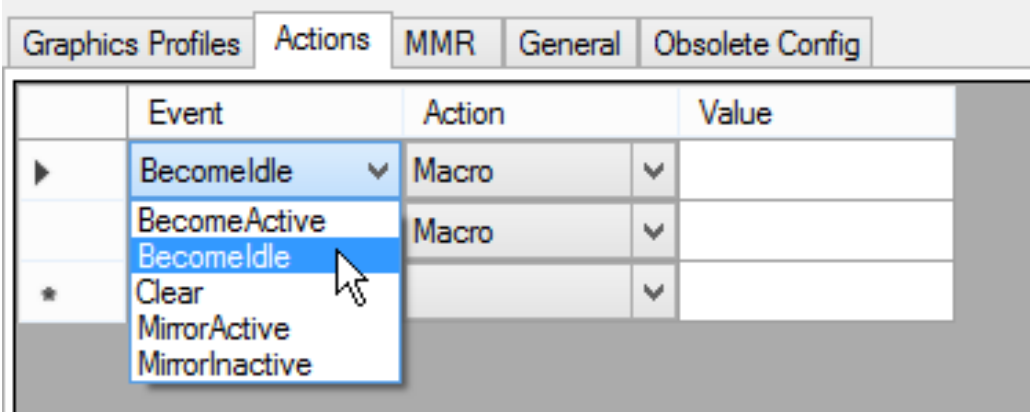 Graphics Profiles Actions MMR General Obsolete Config
Event Action Value
BecomeIdle Macro
BecomeActive
Macro
BecomeIdle
Clear
MirrorActive
MirrorInactive